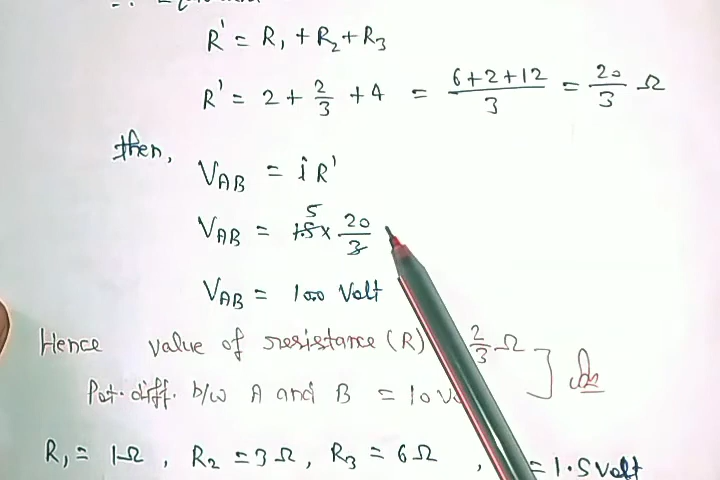 R' = R₁ + R₂ + R₃
R' = 2 + 2/3 + 4 = (6+2+12)/3 = 20/3 Ω
then,
V_AB = i R'
5
V_AB = 15 × 20/3
V_AB = 100 Volt
Hence value of resistance (R) 2/3 Ω
Pot. diff. b/w A and B = 10
R₁ = 1Ω , R₂ = 3Ω, R₃ = 6Ω , = 1.5 Volt